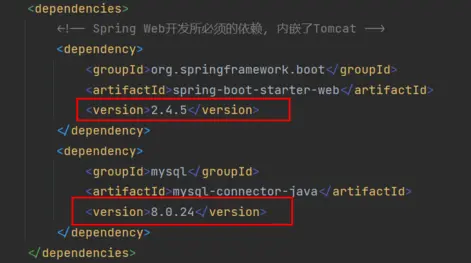 <dependencies>
<!-- Spring Web开发所必须的依赖, 内嵌了Tomcat -->
<dependency>
<groupId>org.springframework.boot</groupId>
<artifactId>spring-boot-starter-web</artifactId>
<version>2.4.5</version>
</dependency>
<dependency>
<groupId>mysql</groupId>
<artifactId>mysql-connector-java</artifactId>
<version>8.0.24</version>
</dependency>
</dependencies>